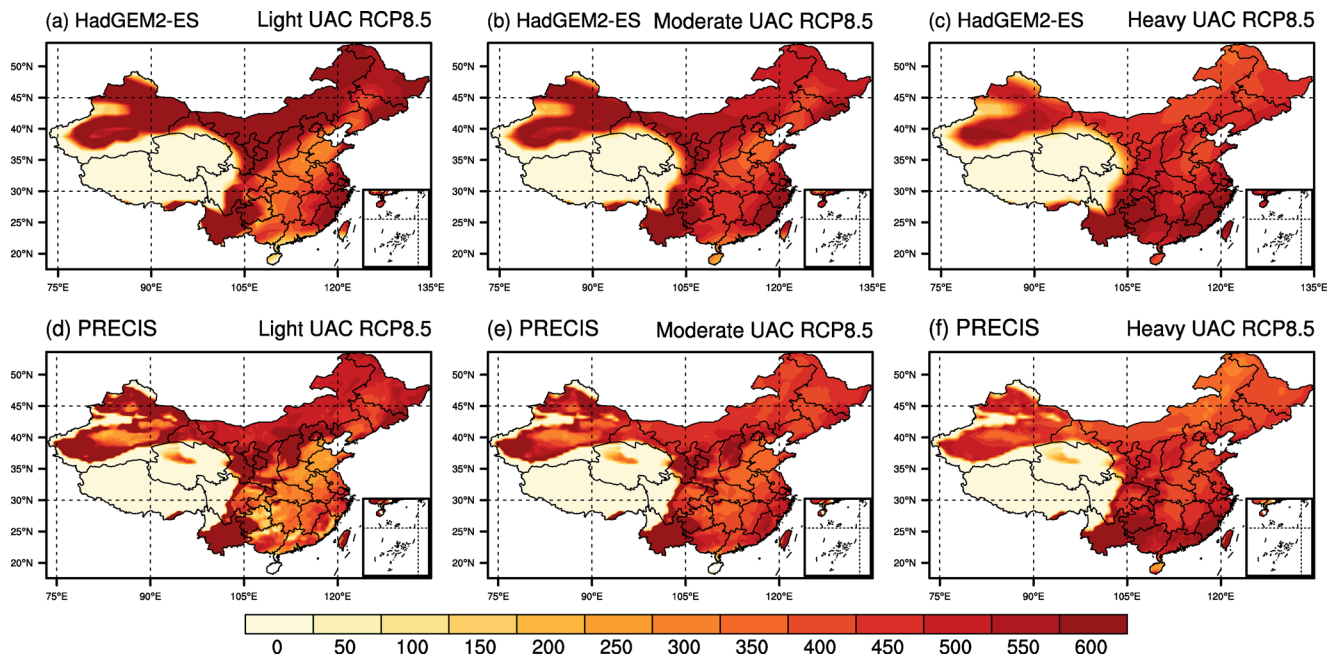 (a) HadGEM2-ES Light UAC RCP8.5
(b) HadGEM2-ES Moderate UAC RCP8.5
(c) HadGEM2-ES Heavy UAC RCP8.5
50°N 50°N 50°N
45°N 45°N 45°N
40°N 40°N 40°N
35°N 35°N 35°N
30°N 30°N 30°N
25°N 25°N 25°N
20°N 20°N 20°N
75°E 90°E 105°E 120°E 135°E 75°E 90°E 105°E 120°E 135°E 75°E 90°E 105°E 120°E 135°E
(d) PRECIS Light UAC RCP8.5
(e) PRECIS Moderate UAC RCP8.5
(f) PRECIS Heavy UAC RCP8.5
50°N 50°N 50°N
45°N 45°N 45°N
40°N 40°N 40°N
35°N 35°N 35°N
30°N 30°N 30°N
25°N 25°N 25°N
20°N 20°N 20°N
75°E 90°E 105°E 120°E 75°E 90°E 105°E 120°E 75°E 90°E 105°E 120°E
0 50 100 150 200 250 300 350 400 450 500 550 600